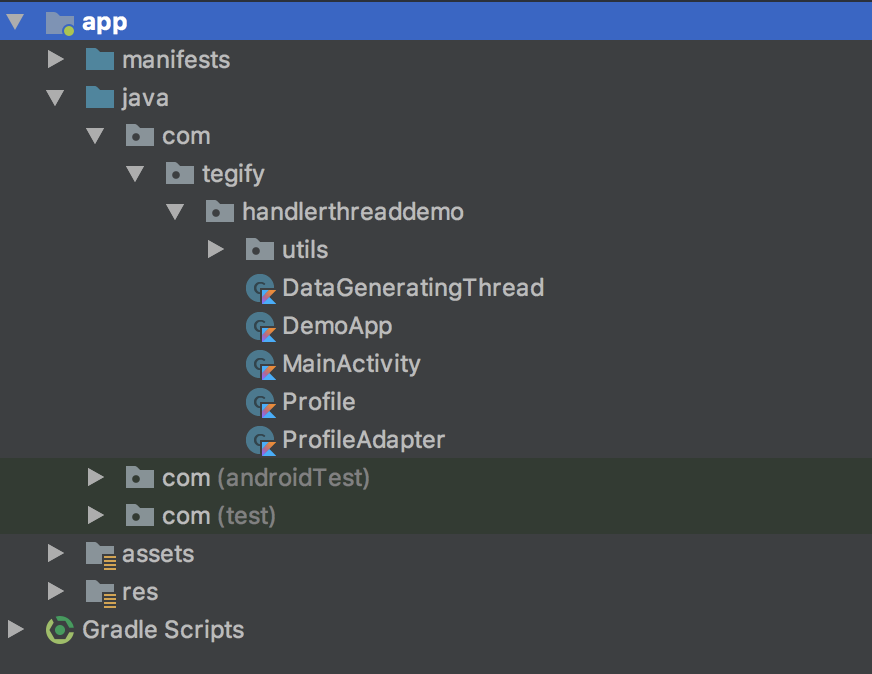 app
manifests
java
com
tegify
handlerthreaddemo
utils
DataGeneratingThread
DemoApp
MainActivity
Profile
ProfileAdapter
com (androidTest)
com (test)
assets
res
Gradle Scripts